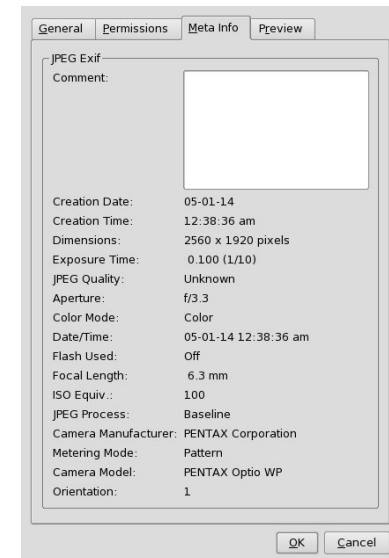 General Permissions Meta Info Preview
JPEG Exif
Comment:
Creation Date: 05-01-14
Creation Time: 12:38:36 am
Dimensions: 2560 x 1920 pixels
Exposure Time: 0.100 (1/10)
JPEG Quality: Unknown
Aperture: f/3.3
Color Mode: Color
Date/Time: 05-01-14 12:38:36 am
Flash Used: Off
Focal Length: 6.3 mm
ISO Equiv.: 100
JPEG Process: Baseline
Camera Manufacturer: PENTAX Corporation
Metering Mode: Pattern
Camera Model: PENTAX Optio WP
Orientation: 1
OK Cancel